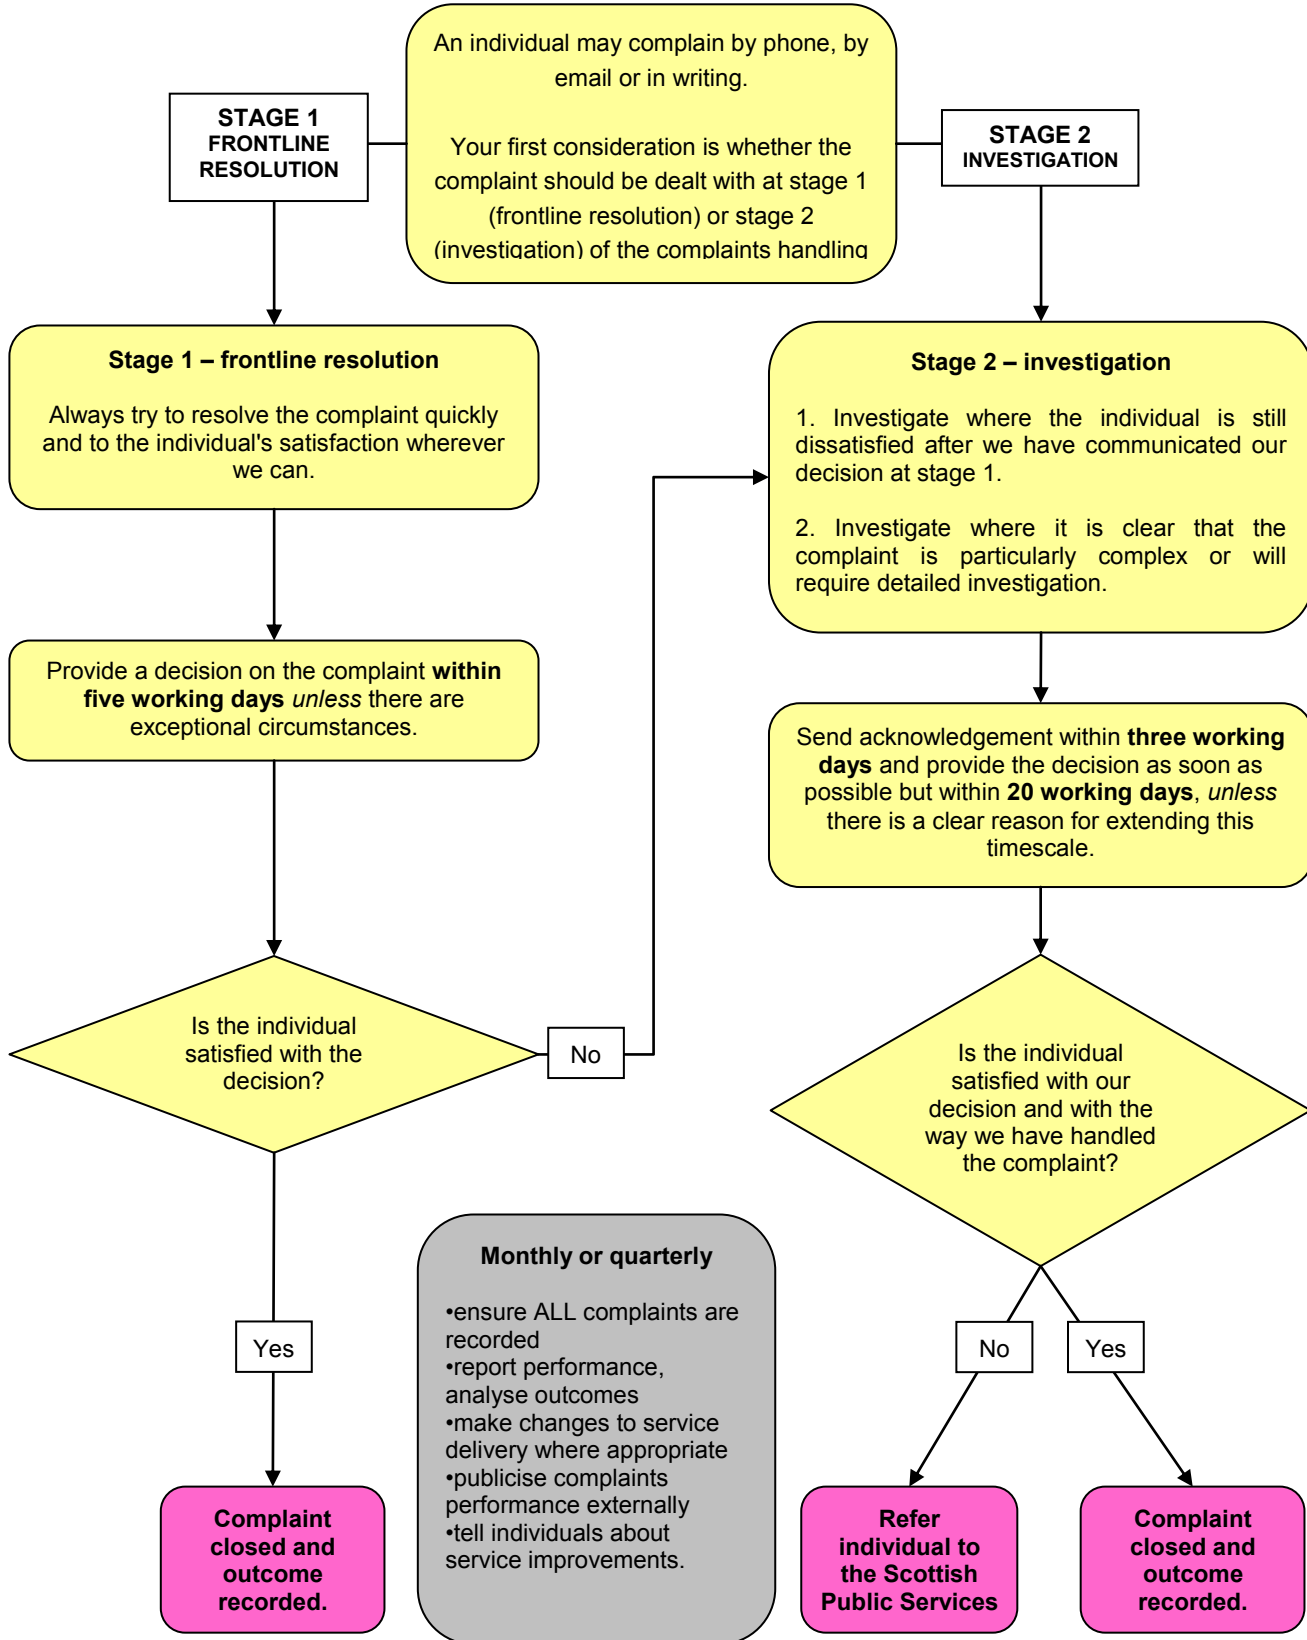 An individual may complain by phone, by
email or in writing.
Your first consideration is whether the
complaint should be dealt with at stage 1
(frontline resolution) or stage 2
(investigation) of the complaints handling
STAGE 1
FRONTLINE
RESOLUTION
STAGE 2
INVESTIGATION
Stage 1 – frontline resolution
Always try to resolve the complaint quickly
and to the individual's satisfaction wherever
we can.
Stage 2 – investigation
1. Investigate where the individual is still
dissatisfied after we have communicated our
decision at stage 1.
2. Investigate where it is clear that the
complaint is particularly complex or will
require detailed investigation.
Provide a decision on the complaint within
five working days unless there are
exceptional circumstances.
Send acknowledgement within three working
days and provide the decision as soon as
possible but within 20 working days, unless
there is a clear reason for extending this
timescale.
Is the individual
satisfied with the
decision?
No
Is the individual
satisfied with our
decision and with the
way we have handled
the complaint?
Yes
Monthly or quarterly
•ensure ALL complaints are
recorded
•report performance,
analyse outcomes
•make changes to service
delivery where appropriate
•publicise complaints
performance externally
•tell individuals about
service improvements.
No
Yes
Complaint
closed and
outcome
recorded.
Refer
individual to
the Scottish
Public Services
Complaint
closed and
outcome
recorded.